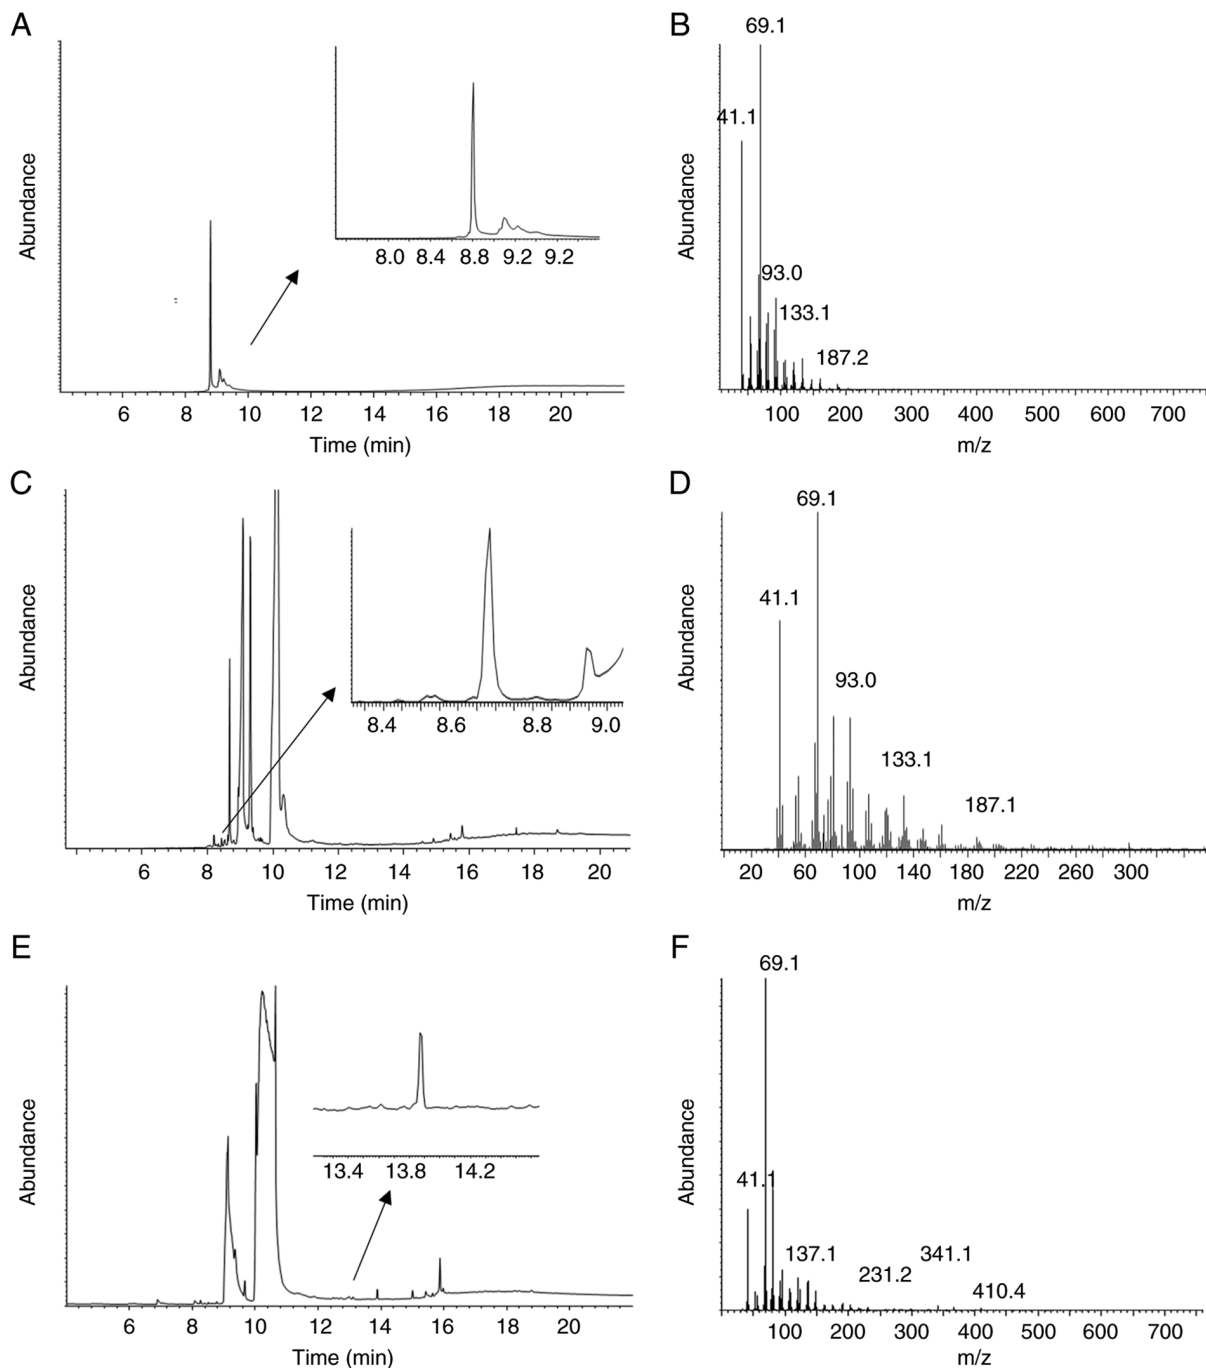 A
Abundance
8.0 8.4 8.8 9.2 9.2
6 8 10 12 14 16 18 20
Time (min)
B
69.1
41.1
93.0
133.1
187.2
Abundance
100 200 300 400 500 600 700
m/z
C
Abundance
8.4 8.6 8.8 9.0
6 8 10 12 14 16 18 20
Time (min)
D
69.1
41.1
93.0
133.1
187.1
Abundance
20 60 100 140 220 260 300
m/z
E
Abundance
13.4 13.8 14.2
6 8 10 12 14 16 18 20
Time (min)
F
69.1
41.1
137.1
231.2
341.1
410.4
Abundance
100 200 300 400 500 600 700
m/z